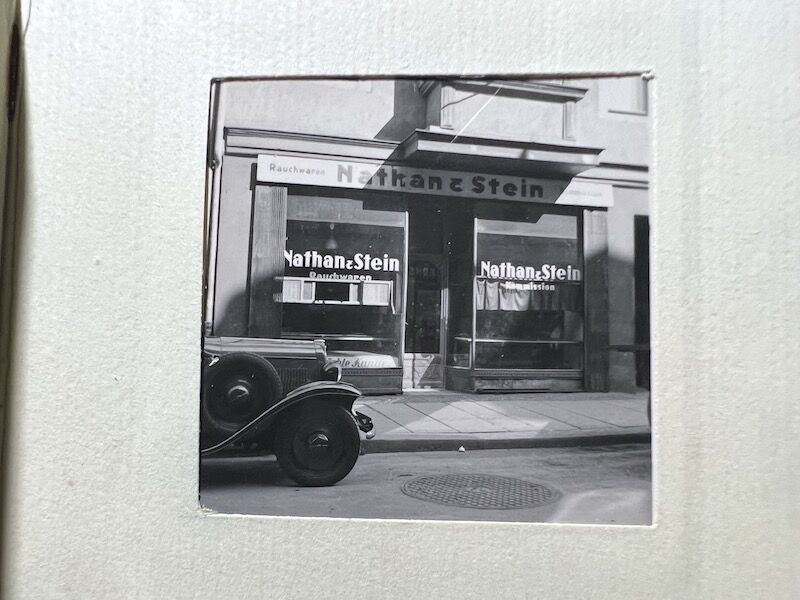 Rauchwaren Nathan & Stein
Nathan & Stein
Rauchwaren
Nathan & Stein
Kommission